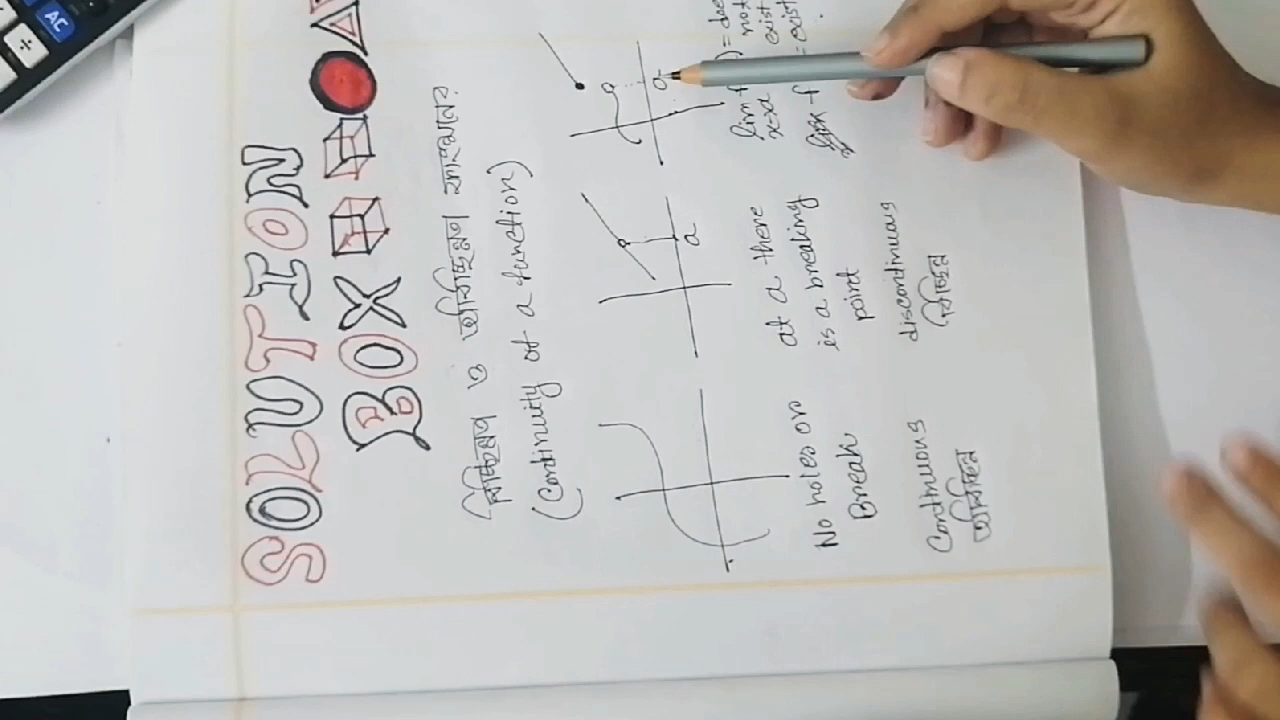 SOLUTION
BOX
বিচ্ছিন্ন ও অবিচ্ছিন্ন ফাংশন?
(Continuity of a function)
a
a
No holes or
Break
Continuous
অবিচ্ছিন্ন
at a there
is a breaking
point
discontinuous
বিচ্ছিন্ন
lim
x→a
= does
not
exist
= exist
AC
÷